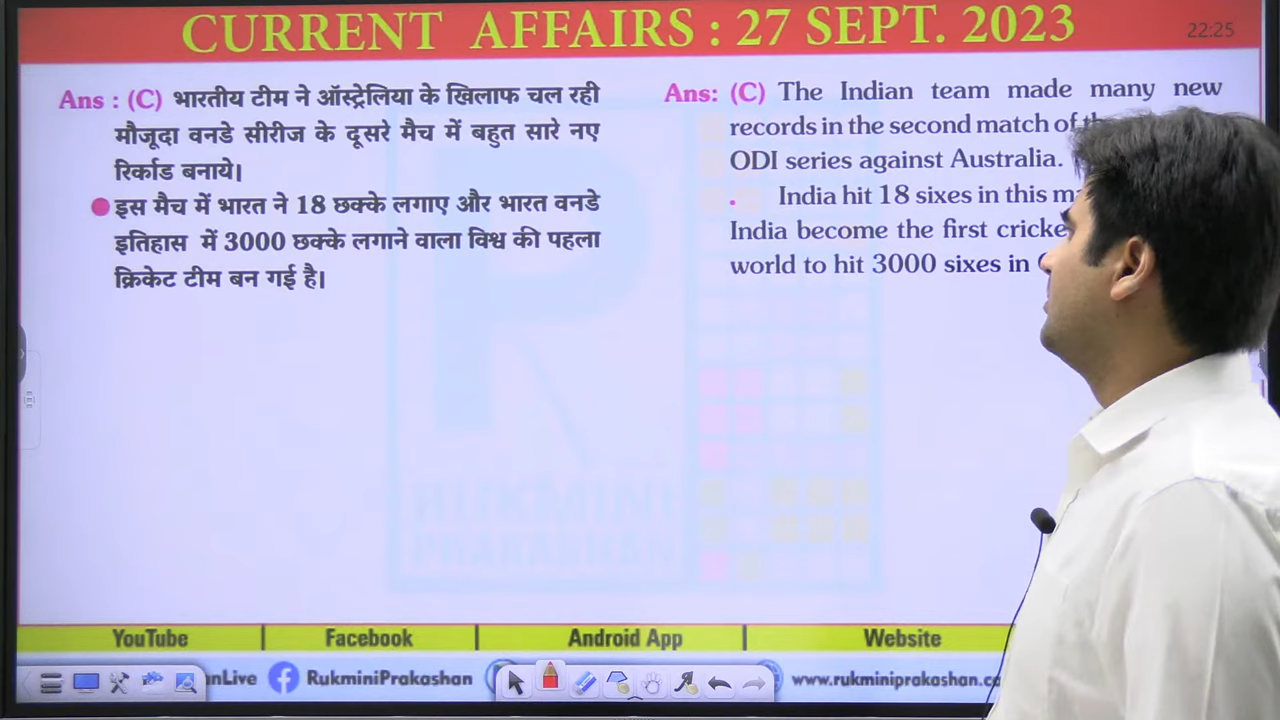 CURRENT AFFAIRS : 27 SEPT. 2023
22:25
Ans : (C) भारतीय टीम ने ऑस्ट्रेलिया के खिलाफ चल रही
मौजूदा वनडे सीरीज के दूसरे मैच में बहुत सारे नए
रिर्काड बनाये।
इस मैच में भारत ने 18 छक्के लगाए और भारत वनडे
इतिहास में 3000 छक्के लगाने वाला विश्व की पहला
क्रिकेट टीम बन गई है।
Ans: (C) The Indian team made many new
records in the second match of
ODI series against Australia.
India hit 18 sixes in this
India become the first
world to hit 3000 sixes in
RUKMINI
PRAKASHAN
YouTube | Facebook | Android App | Website
nLive RukminiPrakashan www.rukminiprakashan.c